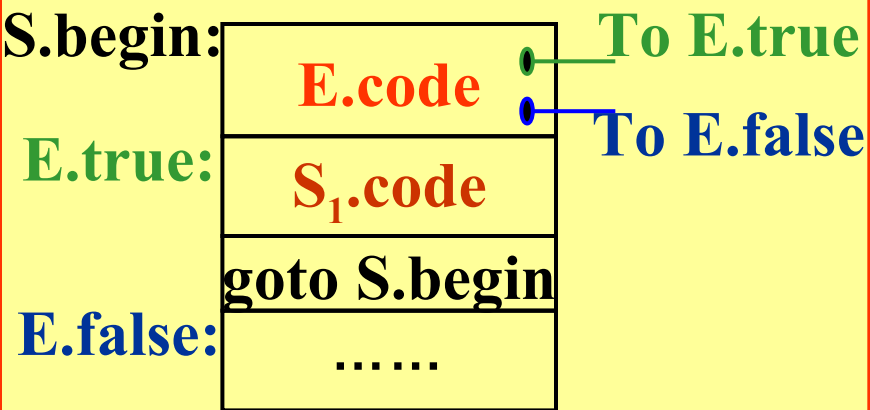 S.begin:
To E.true
E.code
To E.false
E.true:
S1.code
goto S.begin
E.false:
……